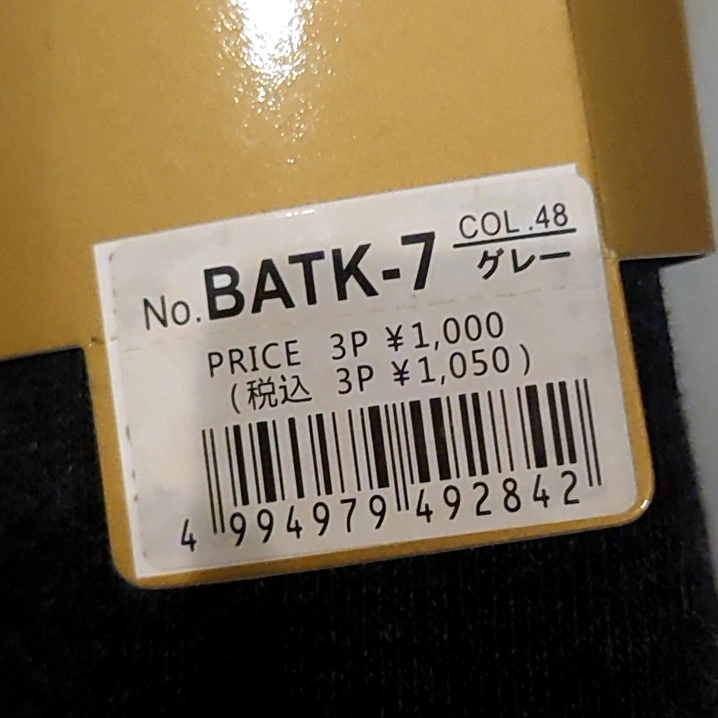 No. BATK-7 COL.48
グレー
PRICE 3P ¥1,000
(税込 3P ¥1,050)
4 994979 492842